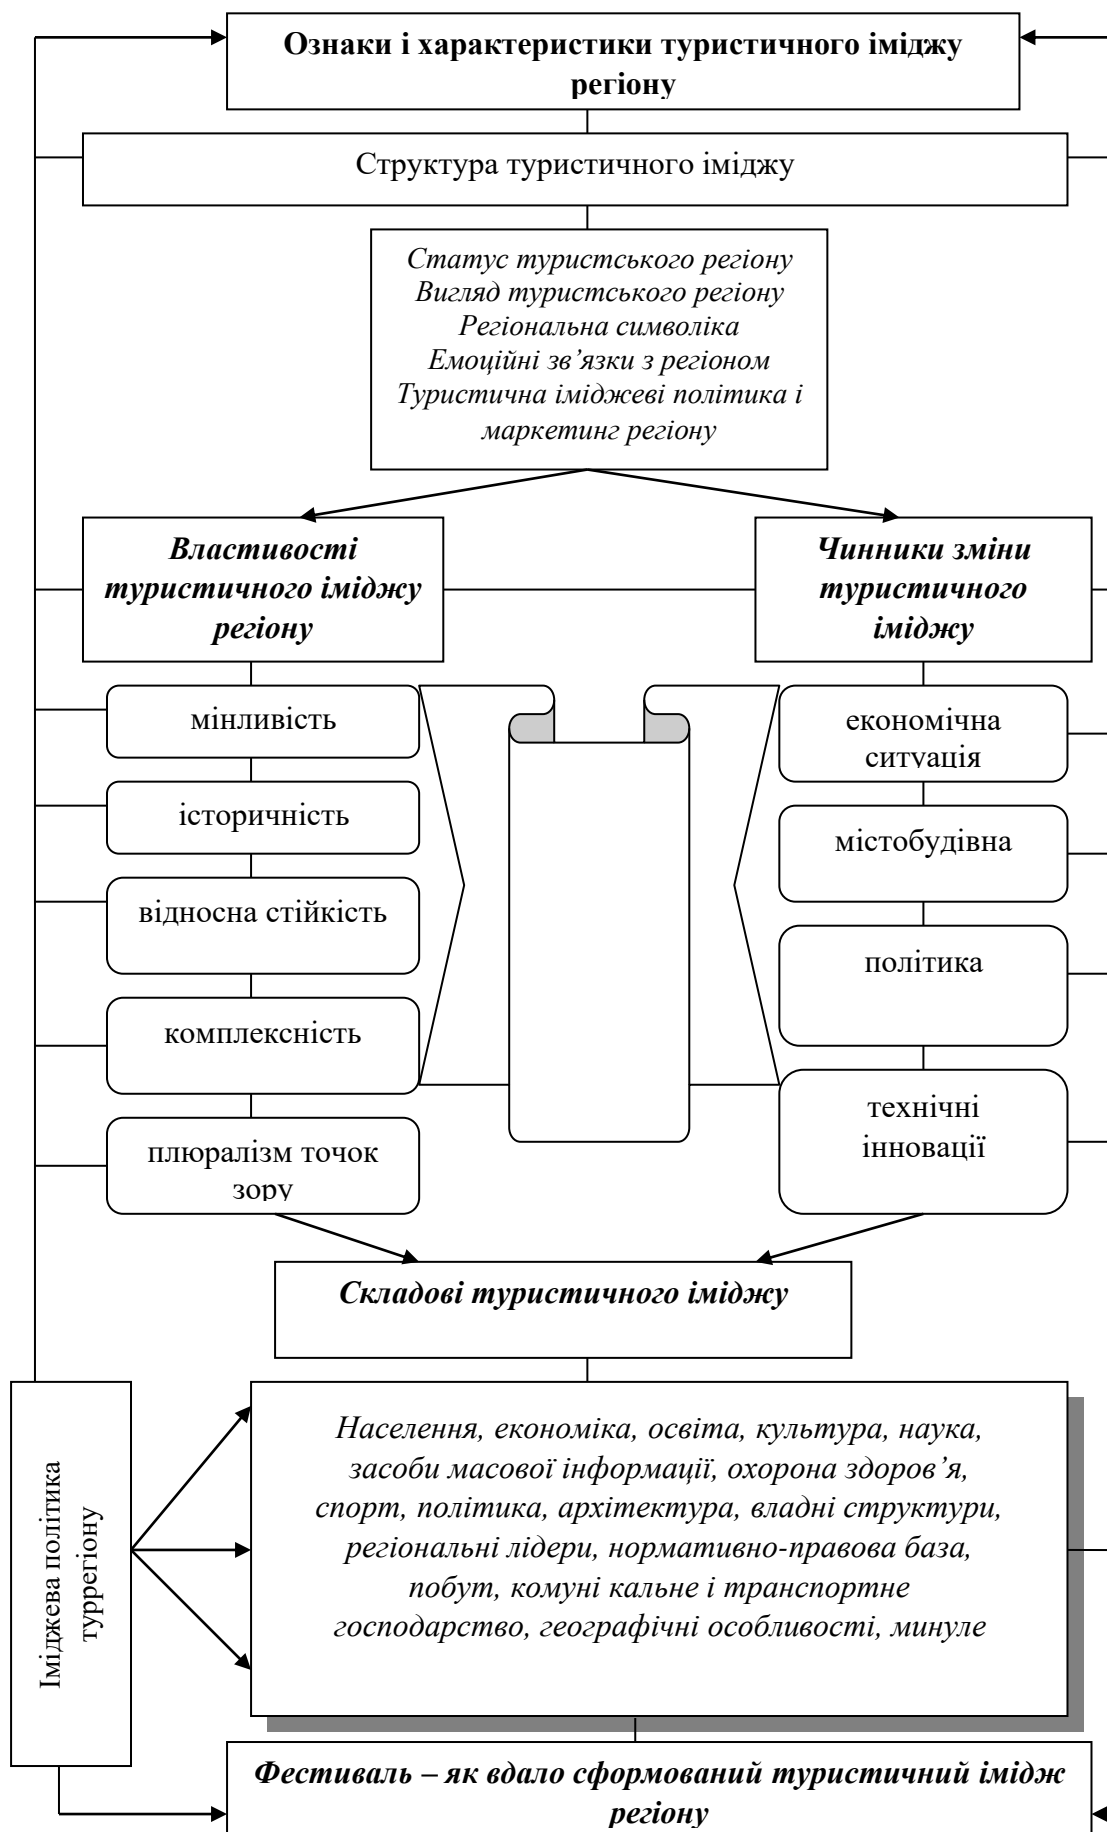 Ознаки і характеристики туристичного іміджу
регіону
Структура туристичного іміджу
Статус туристського регіону
Вигляд туристського регіону
Регіональна символіка
Емоційні зв’язки з регіоном
Туристична іміджеві політика і
маркетинг регіону
Властивості
туристичного іміджу
регіону
Чинники зміни
туристичного
іміджу
мінливість
історичність
відносна стійкість
комплексність
плюралізм точок
зору
економічна
ситуація
містобудівна
політика
технічні
інновації
Складові туристичного іміджу
Іміджева політика
туррегіону
Населення, економіка, освіта, культура, наука,
засоби масової інформації, охорона здоров’я,
спорт, політика, архітектура, владні структури,
регіональні лідери, нормативно-правова база,
побут, комуні кальне і транспортне
господарство, географічні особливості, минуле
Фестиваль – як вдало сформований туристичний імідж
регіону